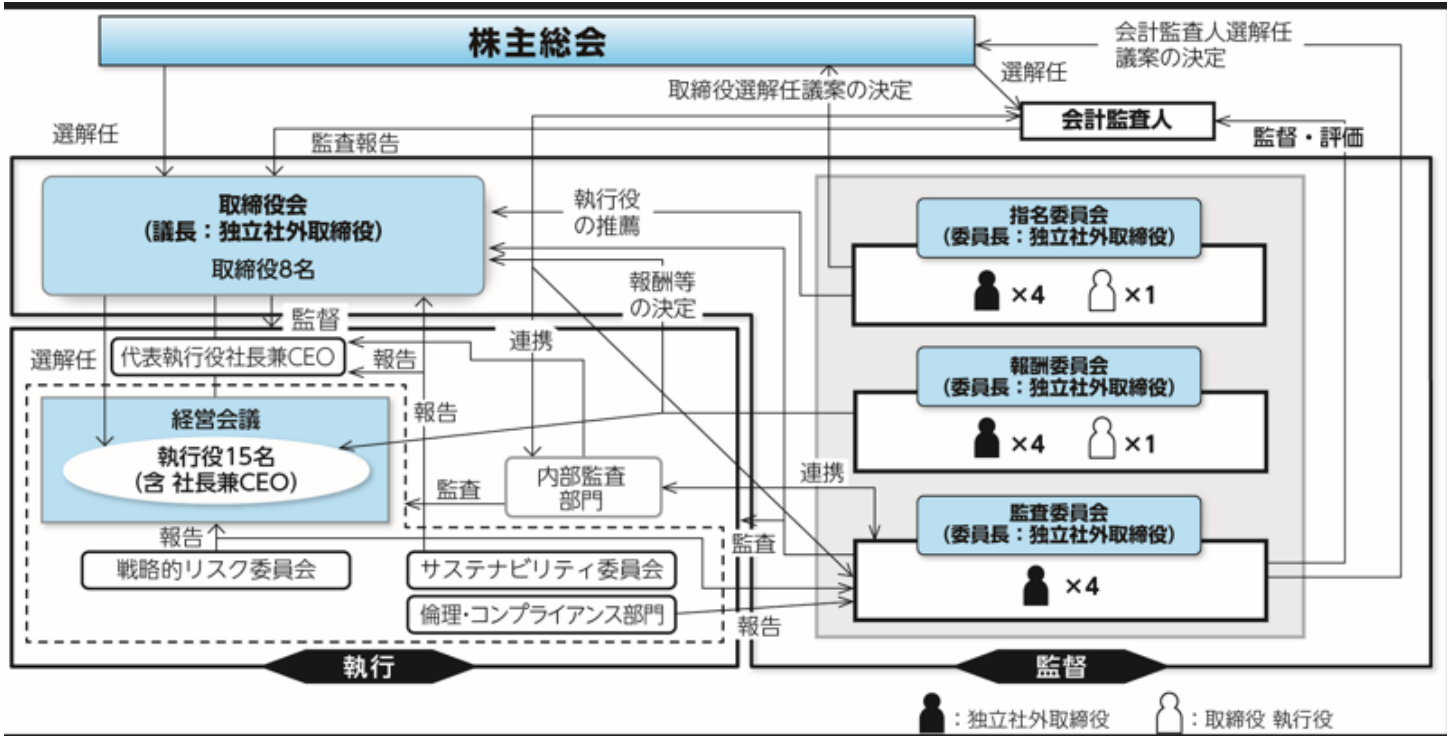 株主総会
会計監査人選解任
議案の決定
選解任
取締役選解任議案の決定
会計監査人
選解任
監査報告
監督・評価
取締役会
(議長：独立社外取締役)
取締役8名
執行役
の推薦
指名委員会
(委員長：独立社外取締役)
×4
×1
報酬等
の決定
監督
選解任
代表執行役社長兼CEO
報告
連携
報酬委員会
(委員長：独立社外取締役)
×4
×1
経営会議
執行役15名
(含 社長兼CEO)
報告
内部監査
部門
監査
連携
監査委員会
(委員長：独立社外取締役)
×4
報告
監査
戦略的リスク委員会
サステナビリティ委員会
倫理・コンプライアンス部門
報告
執行
監督
：独立社外取締役
：取締役 執行役